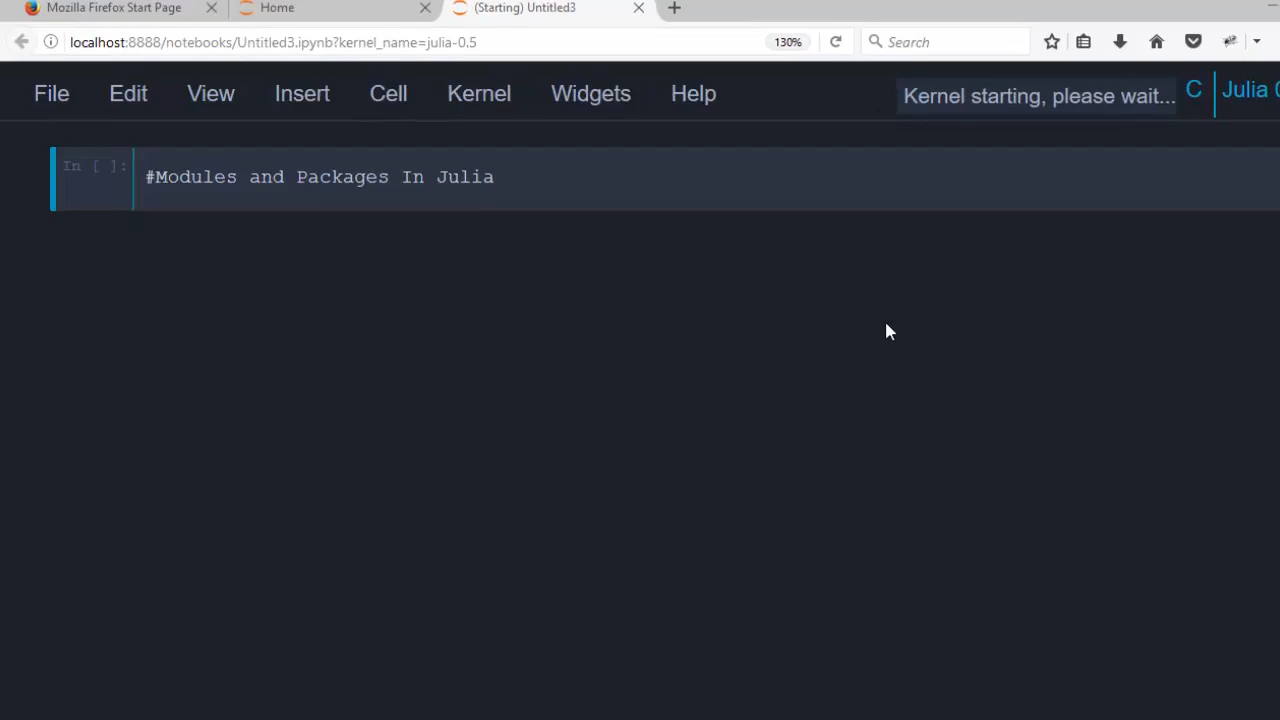 Mozilla Firefox Start Page
Home
(Starting) Untitled3
localhost:8888/notebooks/Untitled3.ipynb?kernel_name=julia-0.5
130%
Search
File Edit View Insert Cell Kernel Widgets Help
Kernel starting, please wait...
C
Julia
In [ ]:
#Modules and Packages In Julia